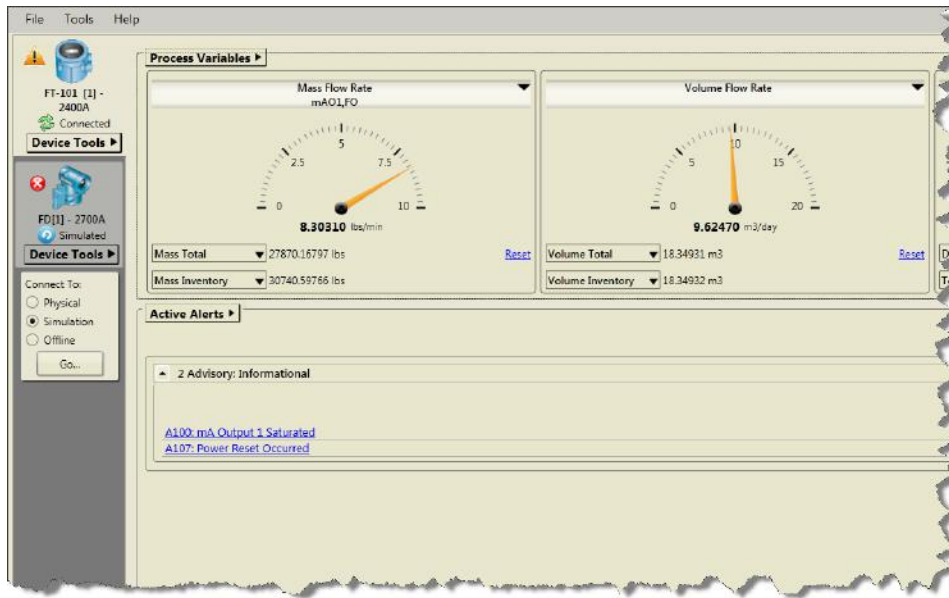 File Tools Help
FT-101 [1] -
2400A
Connected
Device Tools
FD[1] - 2700A
Simulated
Device Tools
Connect To:
Physical
Simulation
Offline
Go...
Process Variables
Mass Flow Rate
mAO1,FO
0 2.5 5 7.5 10
8.30310 lbs/min
Mass Total 27870.16797 lbs Reset
Mass Inventory 30740.59766 lbs
Volume Flow Rate
0 5 10 15 20
9.62470 m3/day
Volume Total 18.34931 m3 Reset
Volume Inventory 18.34932 m3
Active Alerts
2 Advisory: Informational
A100: mA Output 1 Saturated
A107: Power Reset Occurred